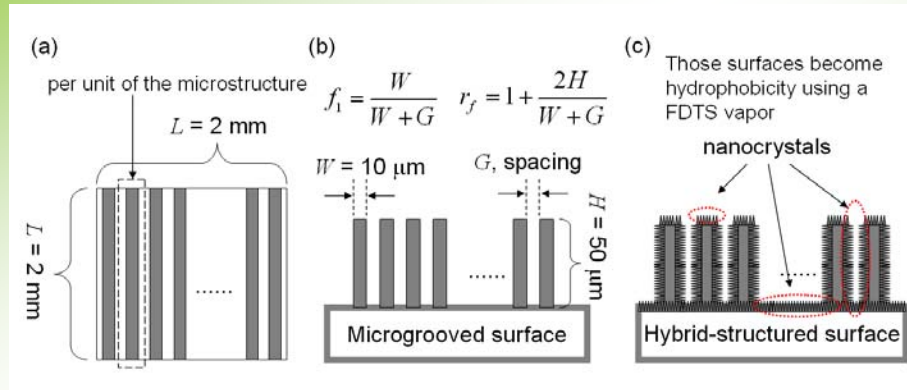 (a)
per unit of the microstructure
L = 2 mm
L = 2 mm
......
(b)
f₁ = W / (W + G)
r_f = 1 + 2H / (W + G)
W = 10 μm
G, spacing
H = 50 μm
......
Microgrooved surface
(c)
Those surfaces become
hydrophobicity using a
FDTS vapor
nanocrystals
......
Hybrid-structured surface